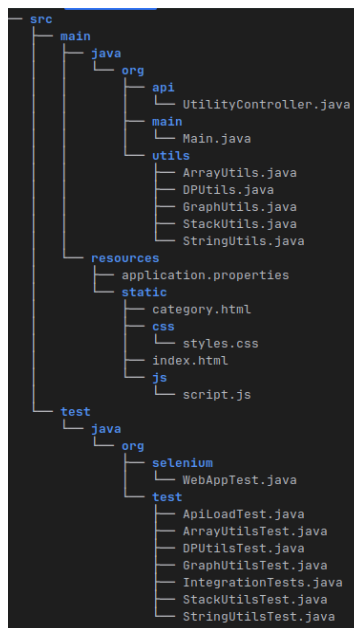 src
main
java
org
api
UtilityController.java
main
Main.java
utils
ArrayUtils.java
DPUtils.java
GraphUtils.java
StackUtils.java
StringUtils.java
resources
application.properties
static
category.html
css
styles.css
index.html
js
script.js
test
java
org
selenium
WebAppTest.java
test
ApiLoadTest.java
ArrayUtilsTest.java
DPUtilsTest.java
GraphUtilsTest.java
IntegrationTests.java
StackUtilsTest.java
StringUtilsTest.java